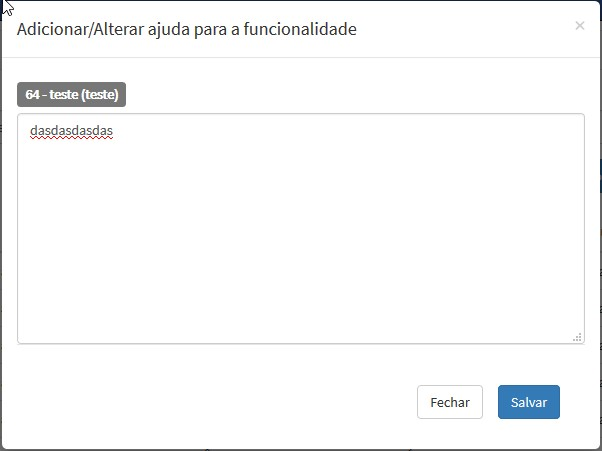 Adicionar/Alterar ajuda para a funcionalidade
×
64 - teste (teste)
dasdasdasdas
Fechar
Salvar